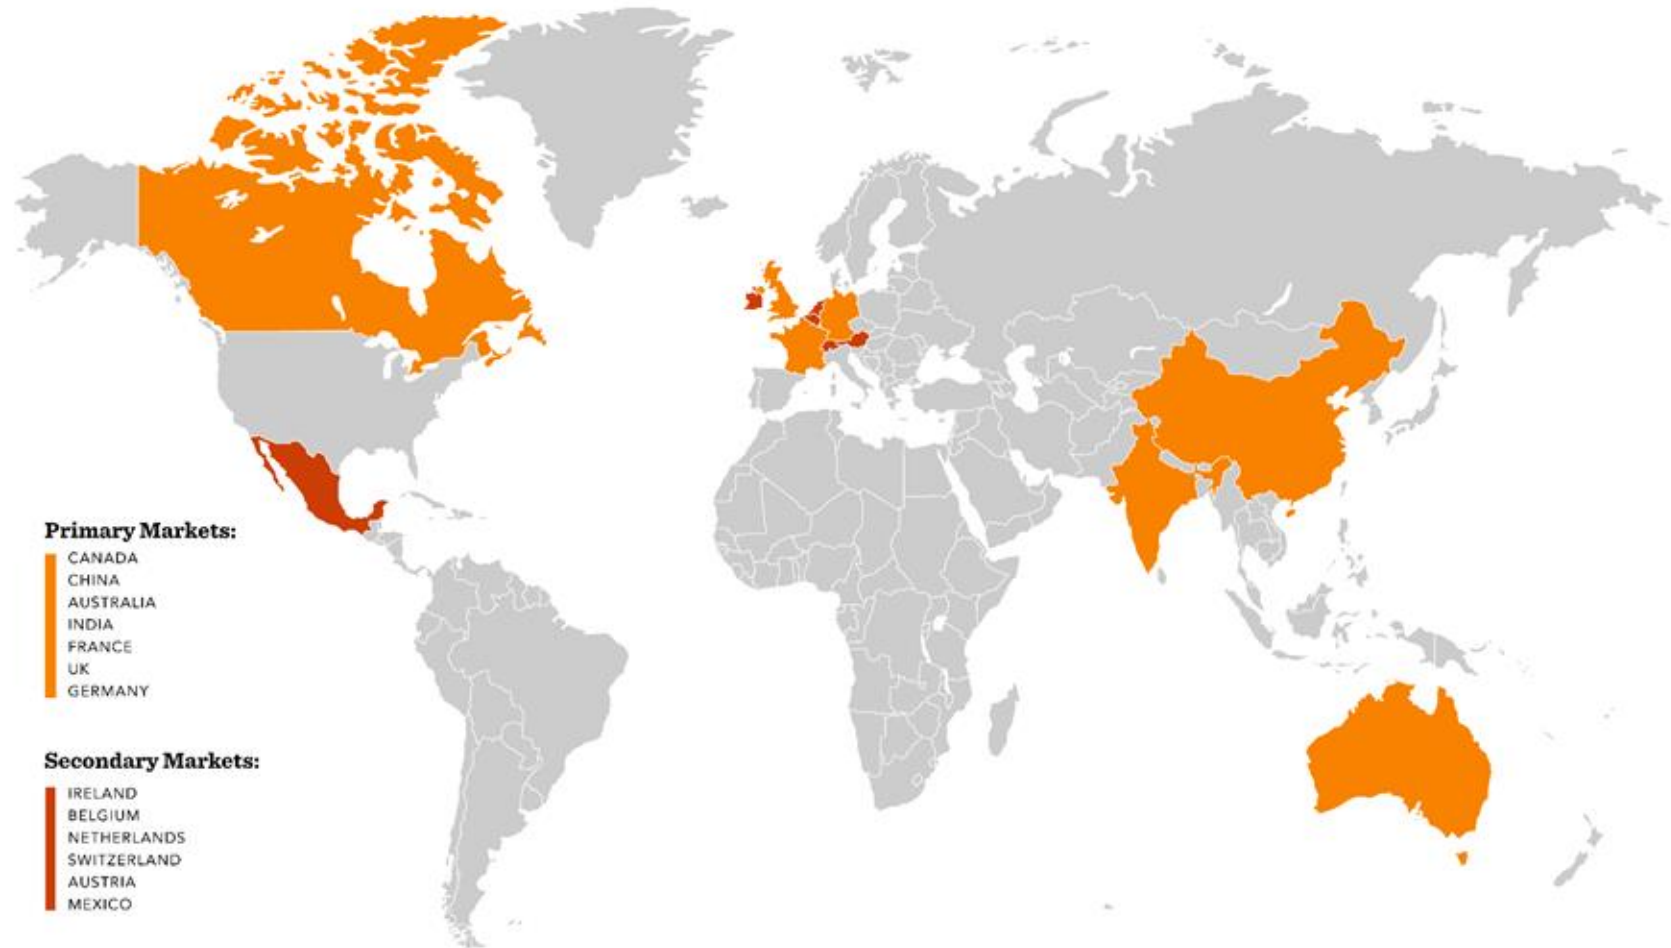 Primary Markets:
CANADA
CHINA
AUSTRALIA
INDIA
FRANCE
UK
GERMANY
Secondary Markets:
IRELAND
BELGIUM
NETHERLANDS
SWITZERLAND
AUSTRIA
MEXICO